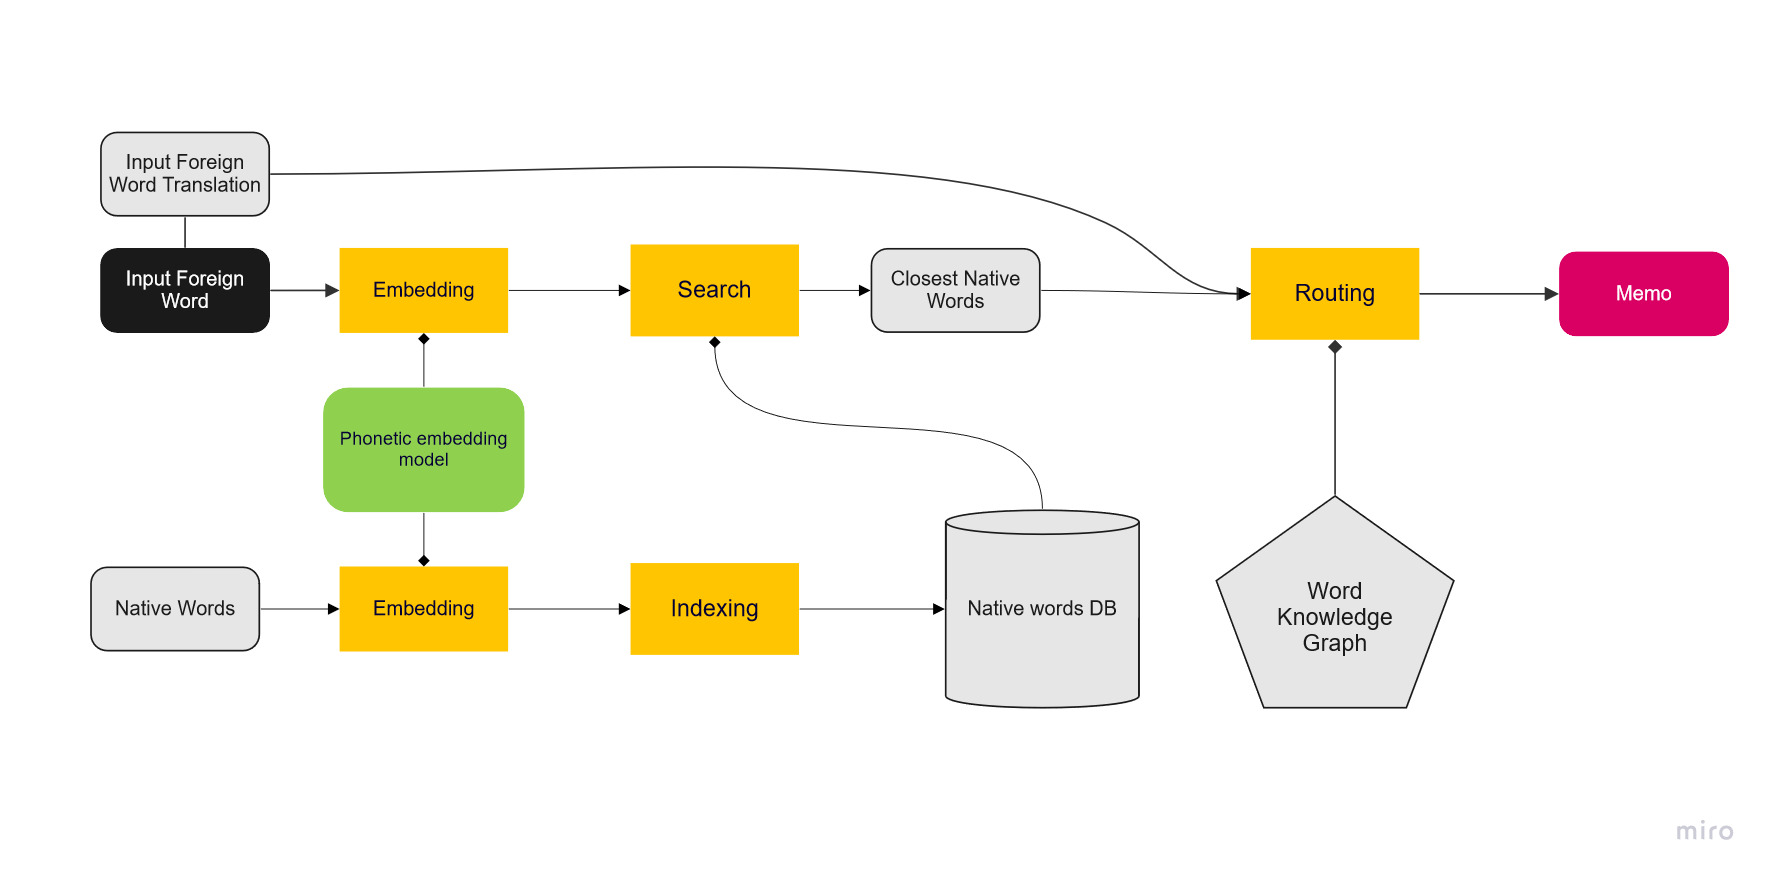 Input Foreign
Word Translation
Input Foreign
Word
Embedding
Search
Closest Native
Words
Routing
Memo
Phonetic embedding
model
Native Words
Embedding
Indexing
Native words DB
Word
Knowledge
Graph
miro